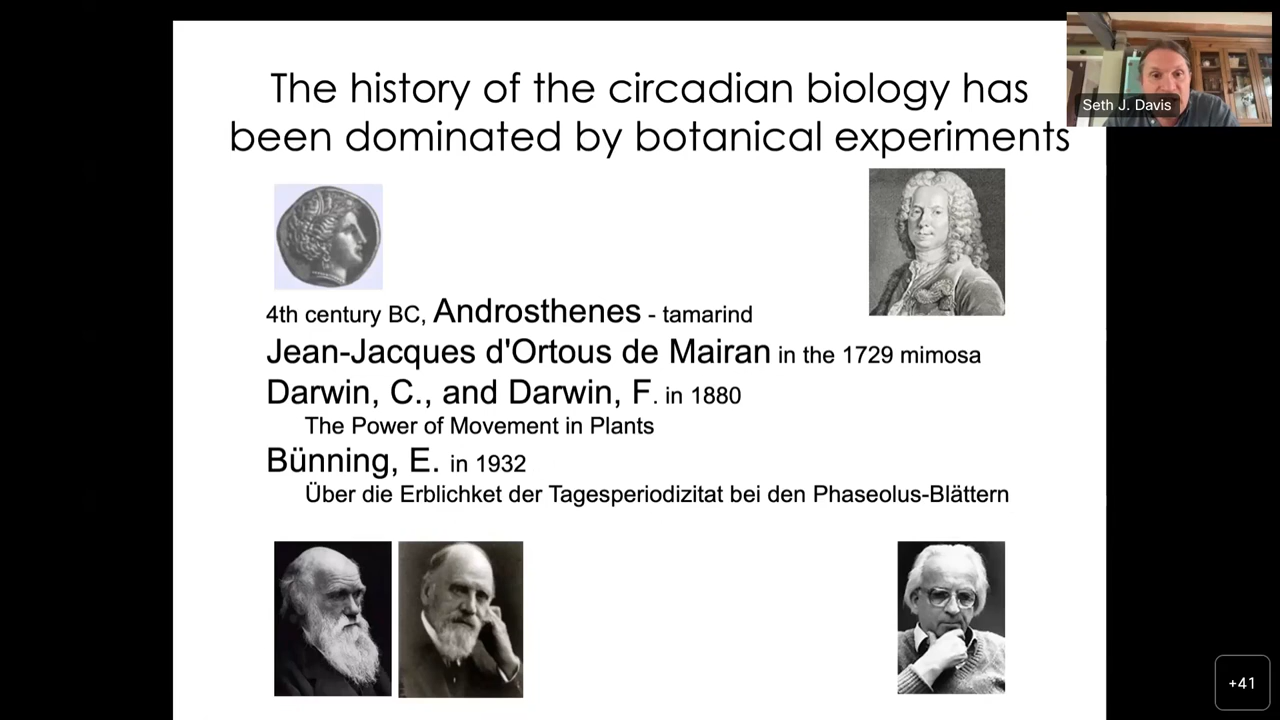 The history of the circadian biology has
been dominated by botanical experiments
Seth J. Davis
4th century BC, Androsthenes - tamarind
Jean-Jacques d'Ortous de Mairan in the 1729 mimosa
Darwin, C., and Darwin, F. in 1880
The Power of Movement in Plants
Bünning, E. in 1932
Über die Erblichket der Tagesperiodizitat bei den Phaseolus-Blättern
+41